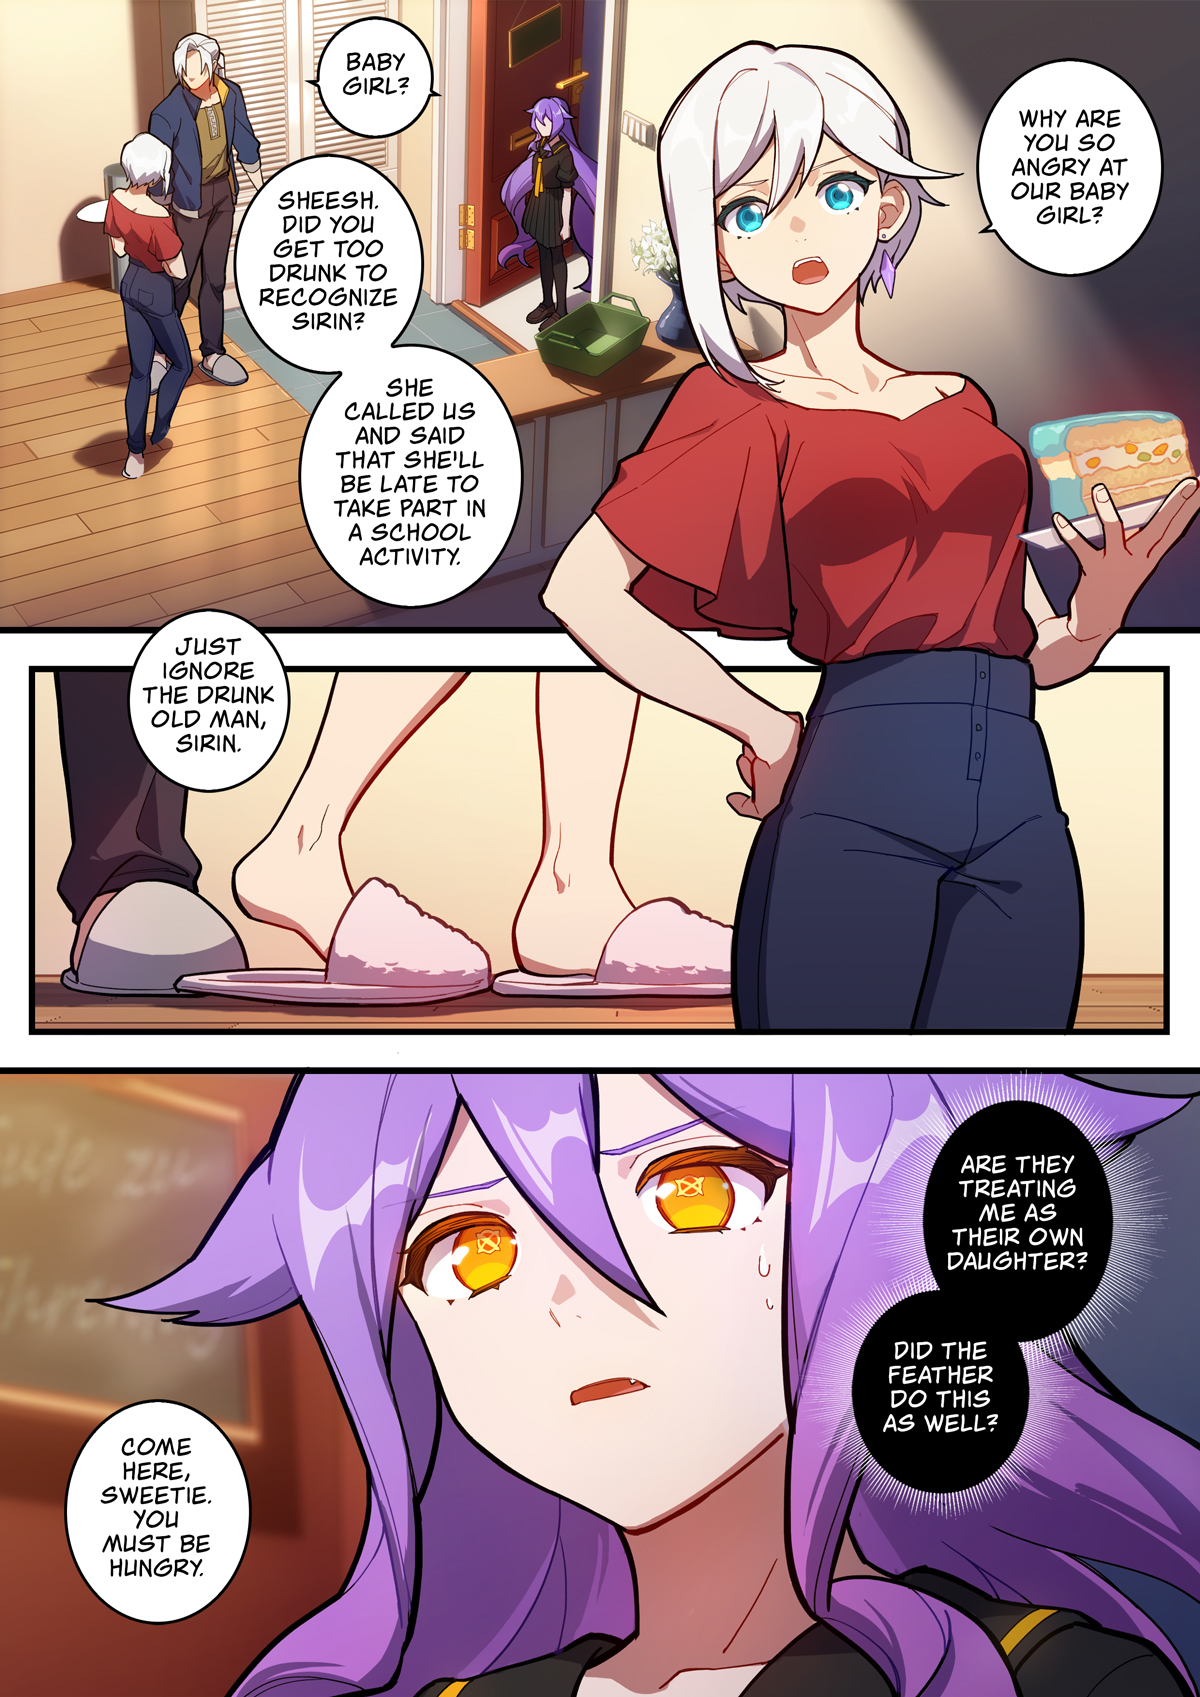 WHY ARE
YOU SO
ANGRY AT
OUR BABY
GIRL?
BABY
GIRL?
SHEESH.
DID YOU
GET TOO
DRUNK TO
RECOGNIZE
SIRIN?
SHE
CALLED US
AND SAID
THAT SHE'LL
BE LATE TO
TAKE PART IN
A SCHOOL
ACTIVITY.
JUST
IGNORE
THE DRUNK
OLD MAN,
SIRIN.
ARE THEY
TREATING
ME AS
THEIR OWN
DAUGHTER?
DID THE
FEATHER
DO THIS
AS WELL?
COME
HERE,
SWEETIE.
YOU
MUST BE
HUNGRY.